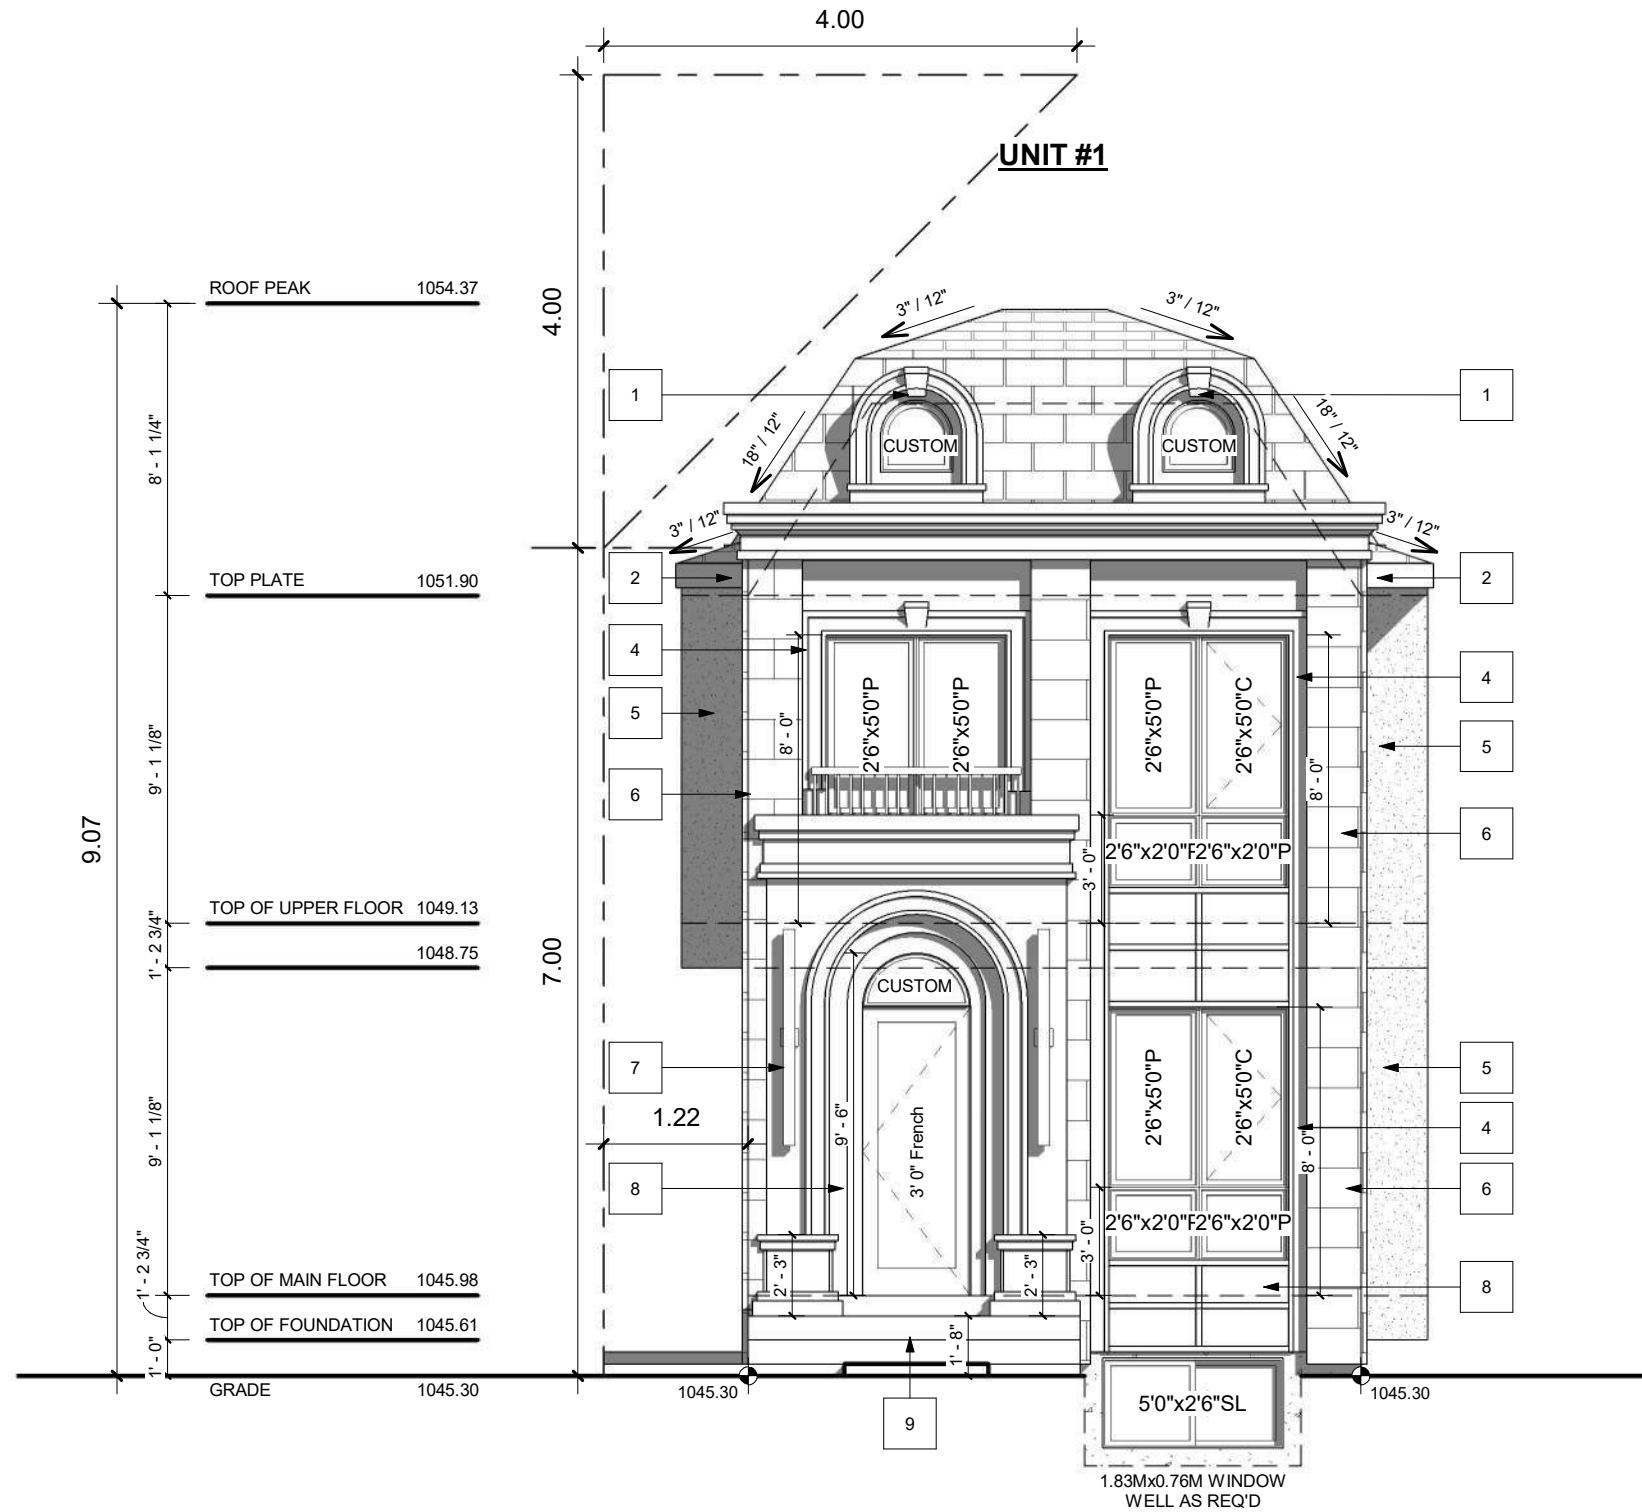 4.00
UNIT #1
4.00
ROOF PEAK 1054.37
3" / 12"
3" / 12"
1
1
18" / 12"
18" / 12"
CUSTOM
CUSTOM
8' - 1 1/4"
3" / 12"
3" / 12"
2
2
TOP PLATE 1051.90
4
4
2'6"x5'0"P
2'6"x5'0"P
2'6"x5'0"P
2'6"x5'0"C
8' - 0"
8' - 0"
5
5
9' - 1 1/8"
6
6
9.07
2'6"x2'0"P
2'6"x2'0"P
3' - 0"
TOP OF UPPER FLOOR 1049.13
1' - 2 3/4"
1048.75
7.00
CUSTOM
7
5
2'6"x5'0"P
2'6"x5'0"C
1.22
9' - 6"
4
9' - 1 1/8"
3' 0" French
8' - 0"
8
6
2'6"x2'0"P
2'6"x2'0"P
3' - 0"
1' - 2 3/4"
2' - 3"
2' - 3"
TOP OF MAIN FLOOR 1045.98
8
TOP OF FOUNDATION 1045.61
1' - 0"
1' - 8"
GRADE 1045.30
1045.30
1045.30
9
5'0"x2'6"SL
1.83Mx0.76M WINDOW
WELL AS REQ'D